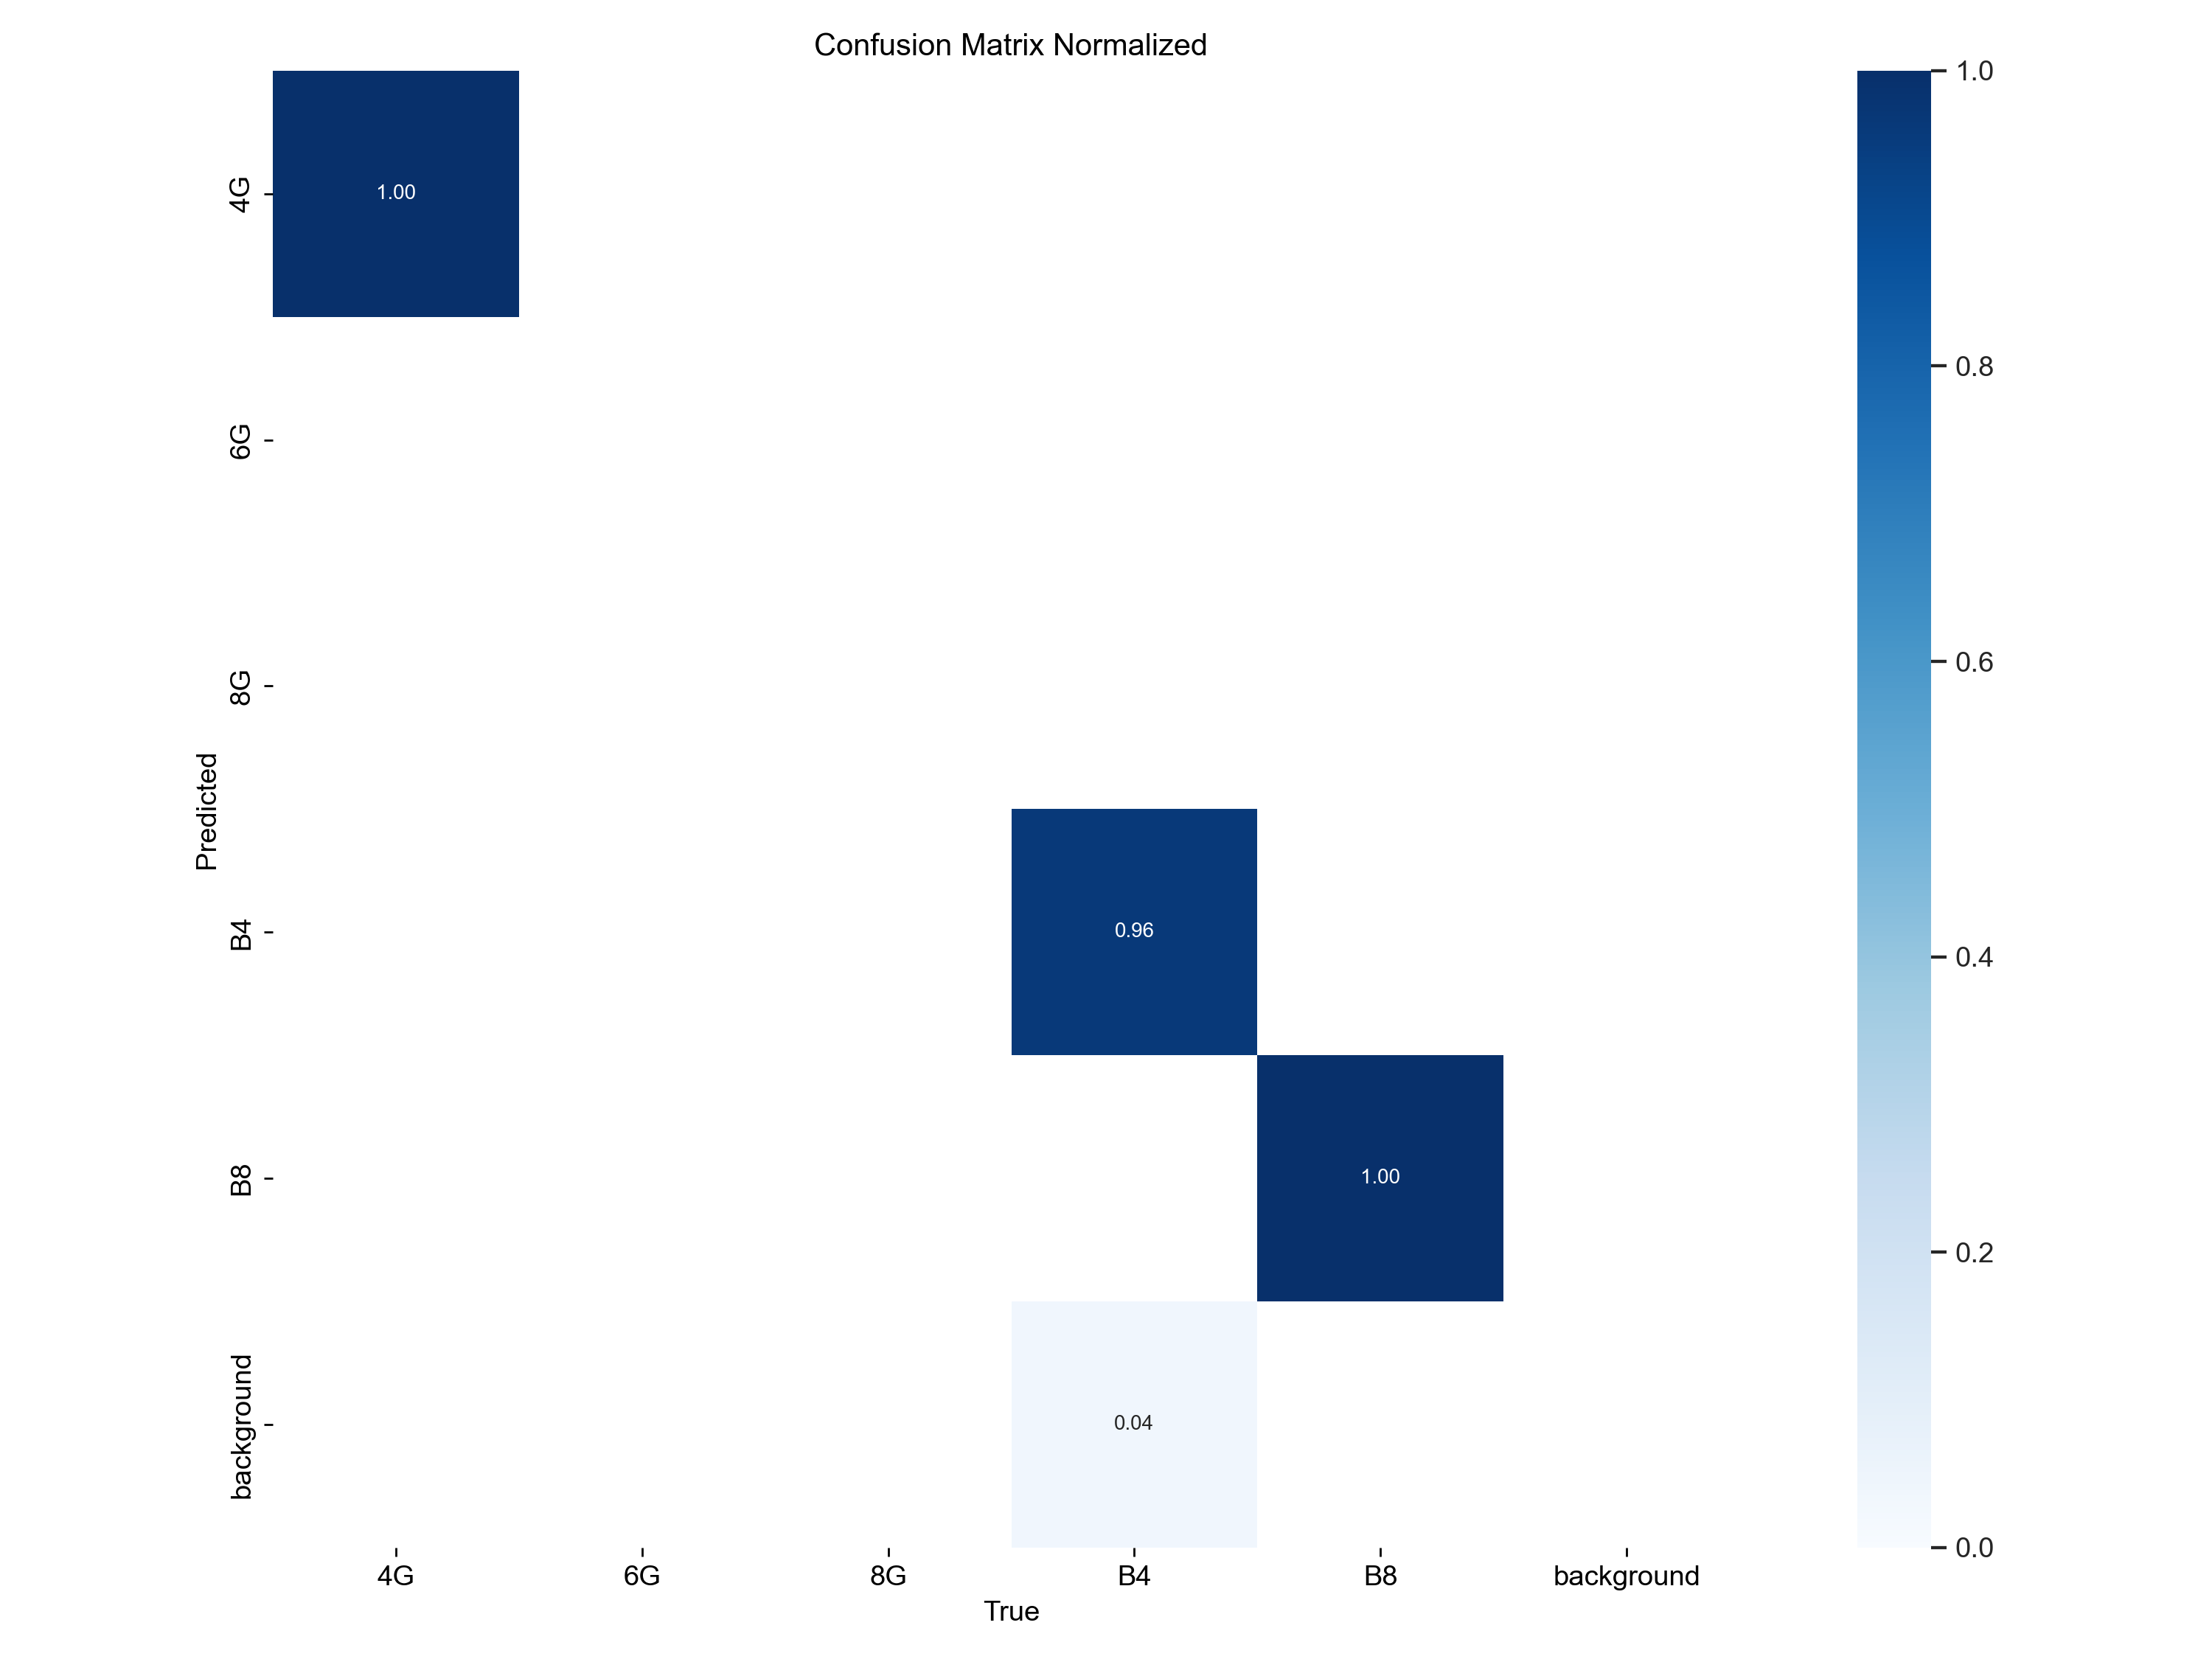 Confusion Matrix Normalized
1.0
4G
1.00
0.8
6G
0.6
8G
Predicted
B4
0.96
0.4
B8
1.00
0.2
background
0.04
0.0
4G 6G 8G B4 B8 background
True